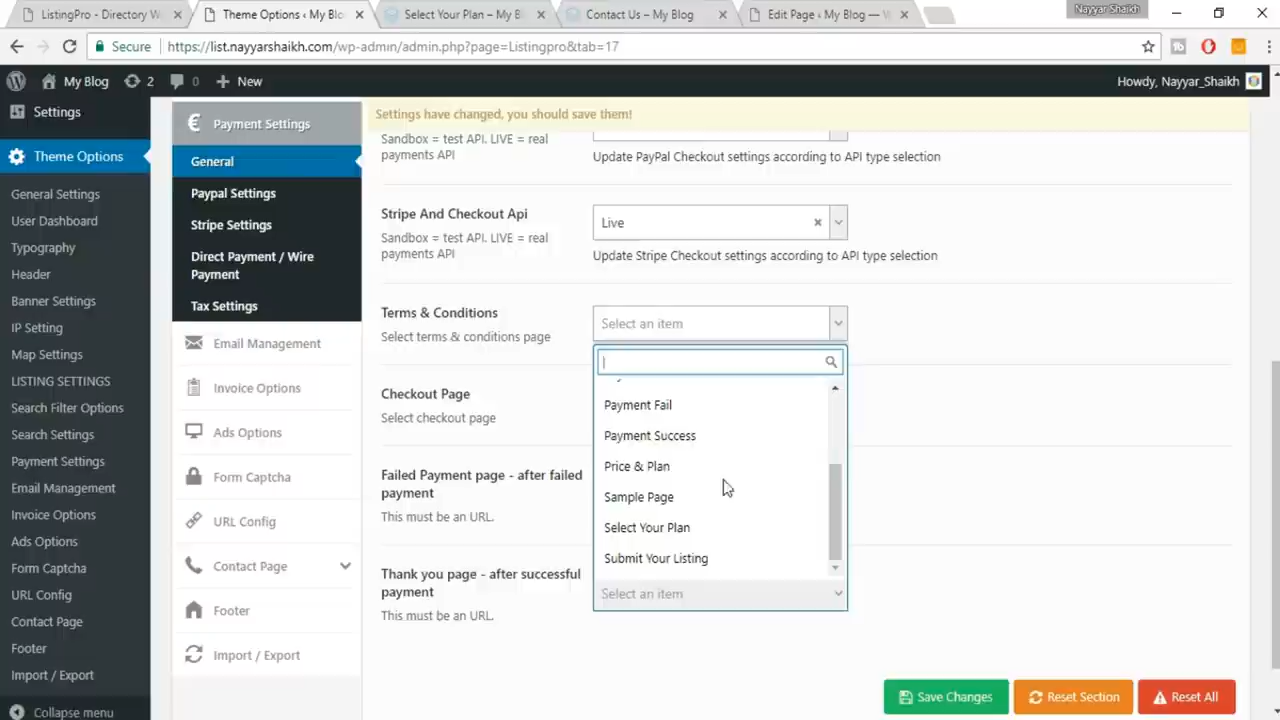 ListingPro - Directory W
Theme Options ‹ My Blo
Select Your Plan – My B
Contact Us – My Blog
Edit Page ‹ My Blog — W
Nayyar Shaikh
Secure
https://list.nayyarshaikh.com/wp-admin/admin.php?page=Listingpro&tab=17
My Blog
2
0
New
Howdy, Nayyar_Shaikh
Settings
Theme Options
General Settings
User Dashboard
Typography
Header
Banner Settings
IP Setting
Map Settings
LISTING SETTINGS
Search Filter Options
Search Settings
Payment Settings
Email Management
Invoice Options
Ads Options
Form Captcha
URL Config
Contact Page
Footer
Import / Export
Collapse menu
Payment Settings
General
Paypal Settings
Stripe Settings
Direct Payment / Wire
Payment
Tax Settings
Email Management
Invoice Options
Ads Options
Form Captcha
URL Config
Contact Page
Footer
Import / Export
Settings have changed, you should save them!
Sandbox = test API. LIVE = real
payments API
Update PayPal Checkout settings according to API type selection
Stripe And Checkout Api
Sandbox = test API. LIVE = real
payments API
Live
Update Stripe Checkout settings according to API type selection
Terms & Conditions
Select terms & conditions page
Select an item
Payment Fail
Payment Success
Price & Plan
Sample Page
Select Your Plan
Submit Your Listing
Checkout Page
Select checkout page
Failed Payment page - after failed
payment
This must be an URL.
Thank you page - after successful
payment
This must be an URL.
Select an item
Save Changes
Reset Section
Reset All